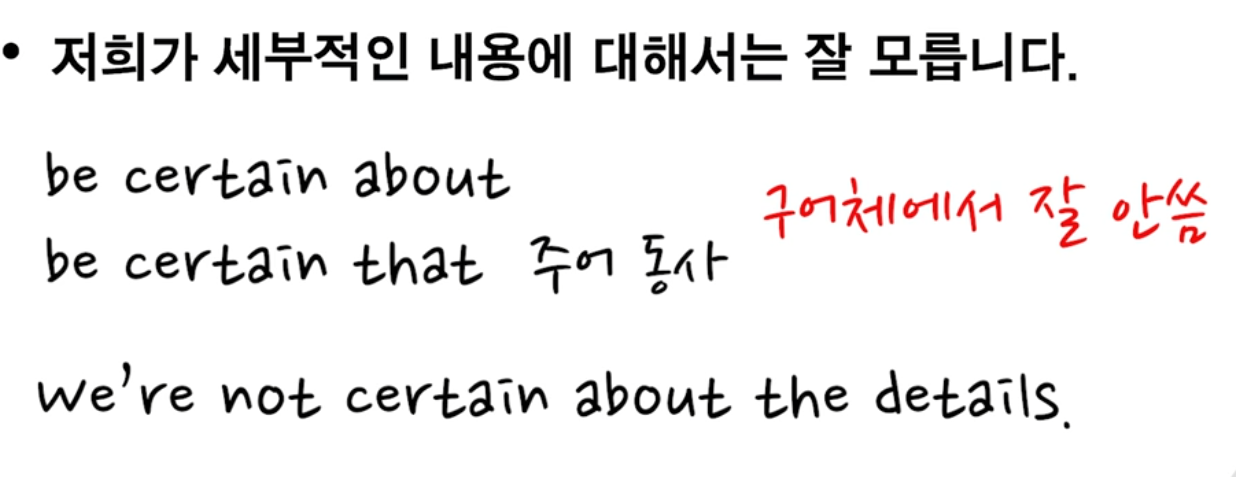 • 저희가 세부적인 내용에 대해서는 잘 모릅니다.
be certain about
구어체에서 잘 안씀
be certain that 주어 동사
we're not certain about the details.